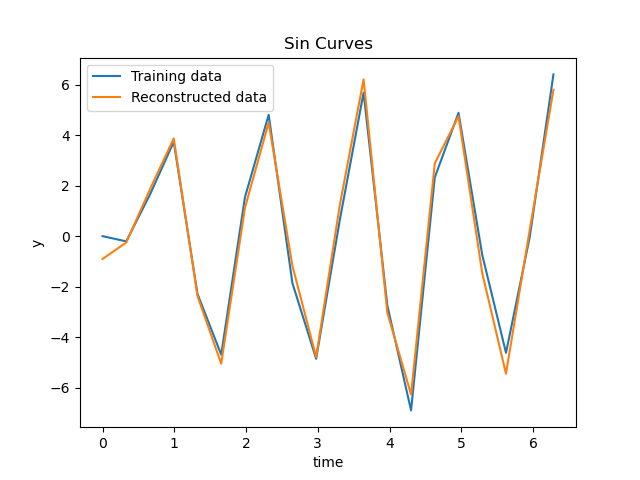 Sin Curves
Training data
Reconstructed data
y
6
4
2
0
−2
−4
−6
0 1 2 3 4 5 6
time